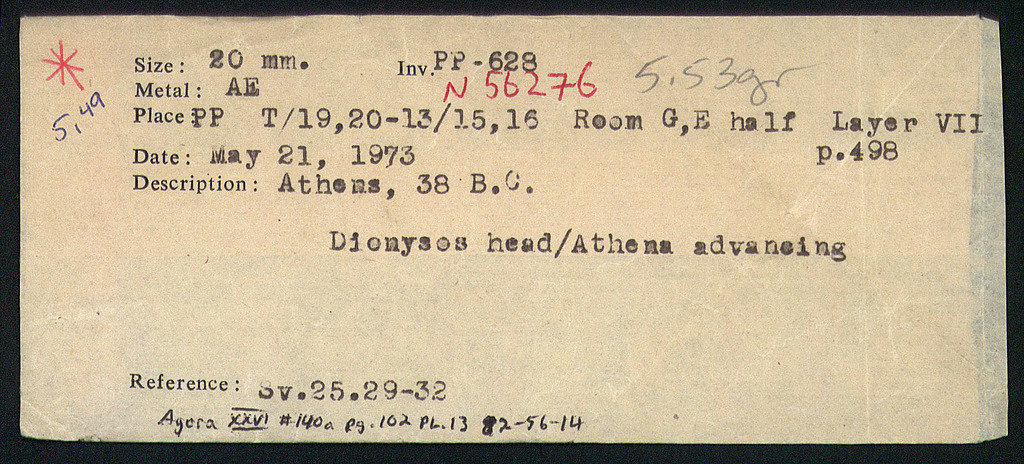 Size: 20 mm. Inv. PP-628
Metal: AE N 56276 5.53gr
5,49
Place: PP T/19,20-13/15,16 Room G,E half Layer VII
Date: May 21, 1973 p.498
Description: Athens, 38 B.C.
Dionysos head/Athena advancing
Reference: Sv.25.29-32
Agora XXVI #140a pg. 102 PL. 13 82-56-14